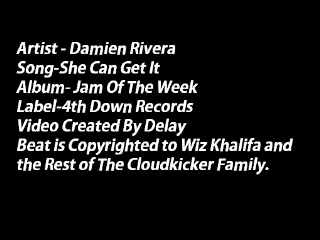 Artist - Damien Rivera
Song-She Can Get It
Album- Jam Of The Week
Label-4th Down Records
Video Created By Delay
Beat is Copyrighted to Wiz Khalifa and
the Rest of The Cloudkicker Family.